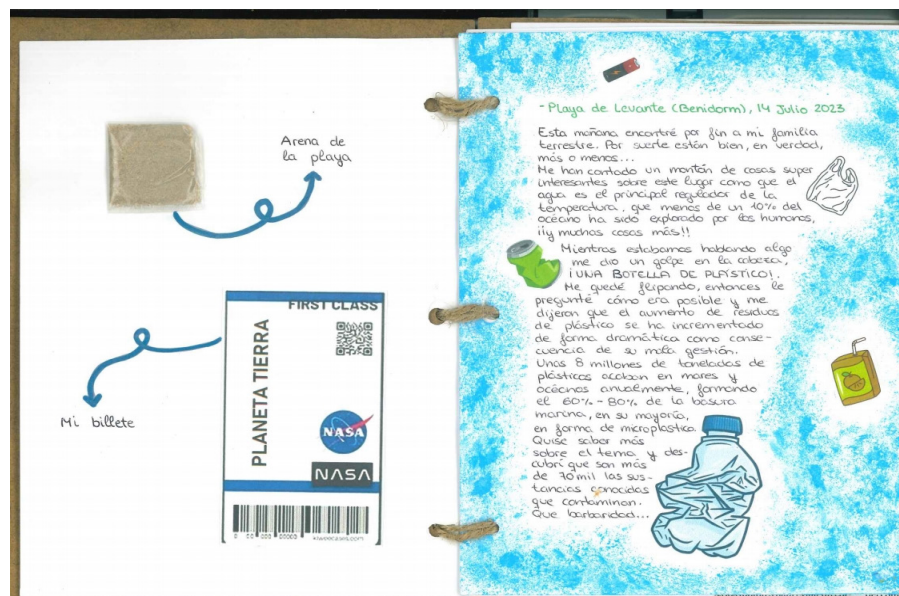 Arena de
la playa
Mi billete
FIRST CLASS
PLANETA TIERRA
NASA
NASA
- Playa de Levante (Benidorm), 14 Julio 2023
Esta mañana encontré por fin a mi familia
terrestre. Por suerte están bien, en verdad,
más o menos...
Me han contado un montón de cosas super
interesantes sobre este lugar como que el
agua es el principal regulador de la
temperatura, que menos de un 10% del
océano ha sido explorado por los humanos,
¡¡y muchas cosas más!!
Mientras estabamos hablando algo
me dio un golpe en la cabeza,
¡UNA BOTELLA DE PLÁSTICO!.
Me quedé flipando, entonces le
pregunté cómo era posible y me
dijeron que el aumento de residuos
de plástico se ha incrementado
de forma dramática como conse-
cuencia de su mala gestión.
Unas 8 millones de toneladas de
plásticos acaban en mares y
océanos anualmente, formando
el 60% - 80% de la basura
marina, en su mayoría,
en forma de microplástico.
Quise saber más
sobre el tema y des-
cubrí que son más
de 70 mil las sus-
tancias conocidas
que contaminan.
Que barbaridad...